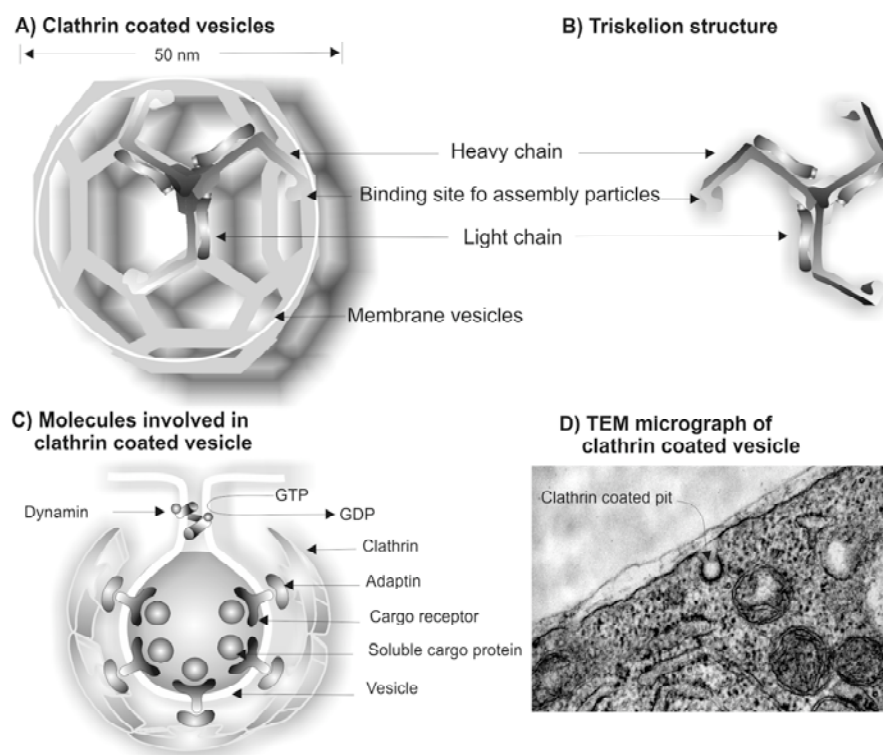 A) Clathrin coated vesicles
50 nm
B) Triskelion structure
Heavy chain
Binding site fo assembly particles
Light chain
Membrane vesicles
C) Molecules involved in
clathrin coated vesicle
Dynamin
GTP
GDP
Clathrin
Adaptin
Cargo receptor
Soluble cargo protein
Vesicle
D) TEM micrograph of
clathrin coated vesicle
Clathrin coated pit